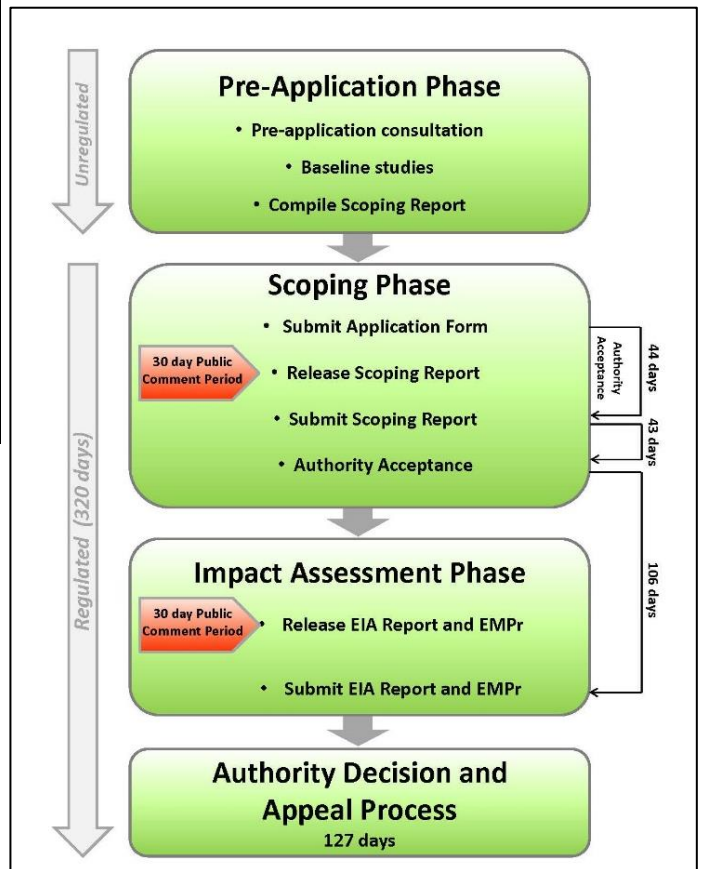 Unregulated
Pre-Application Phase
• Pre-application consultation
• Baseline studies
• Compile Scoping Report
Regulated (320 days)
Scoping Phase
• Submit Application Form
30 day Public
Comment Period
• Release Scoping Report
• Submit Scoping Report
• Authority Acceptance
Authority
Acceptance
44 days
43 days
106 days
Impact Assessment Phase
30 day Public
Comment Period
• Release EIA Report and EMPr
• Submit EIA Report and EMPr
Authority Decision and
Appeal Process
127 days